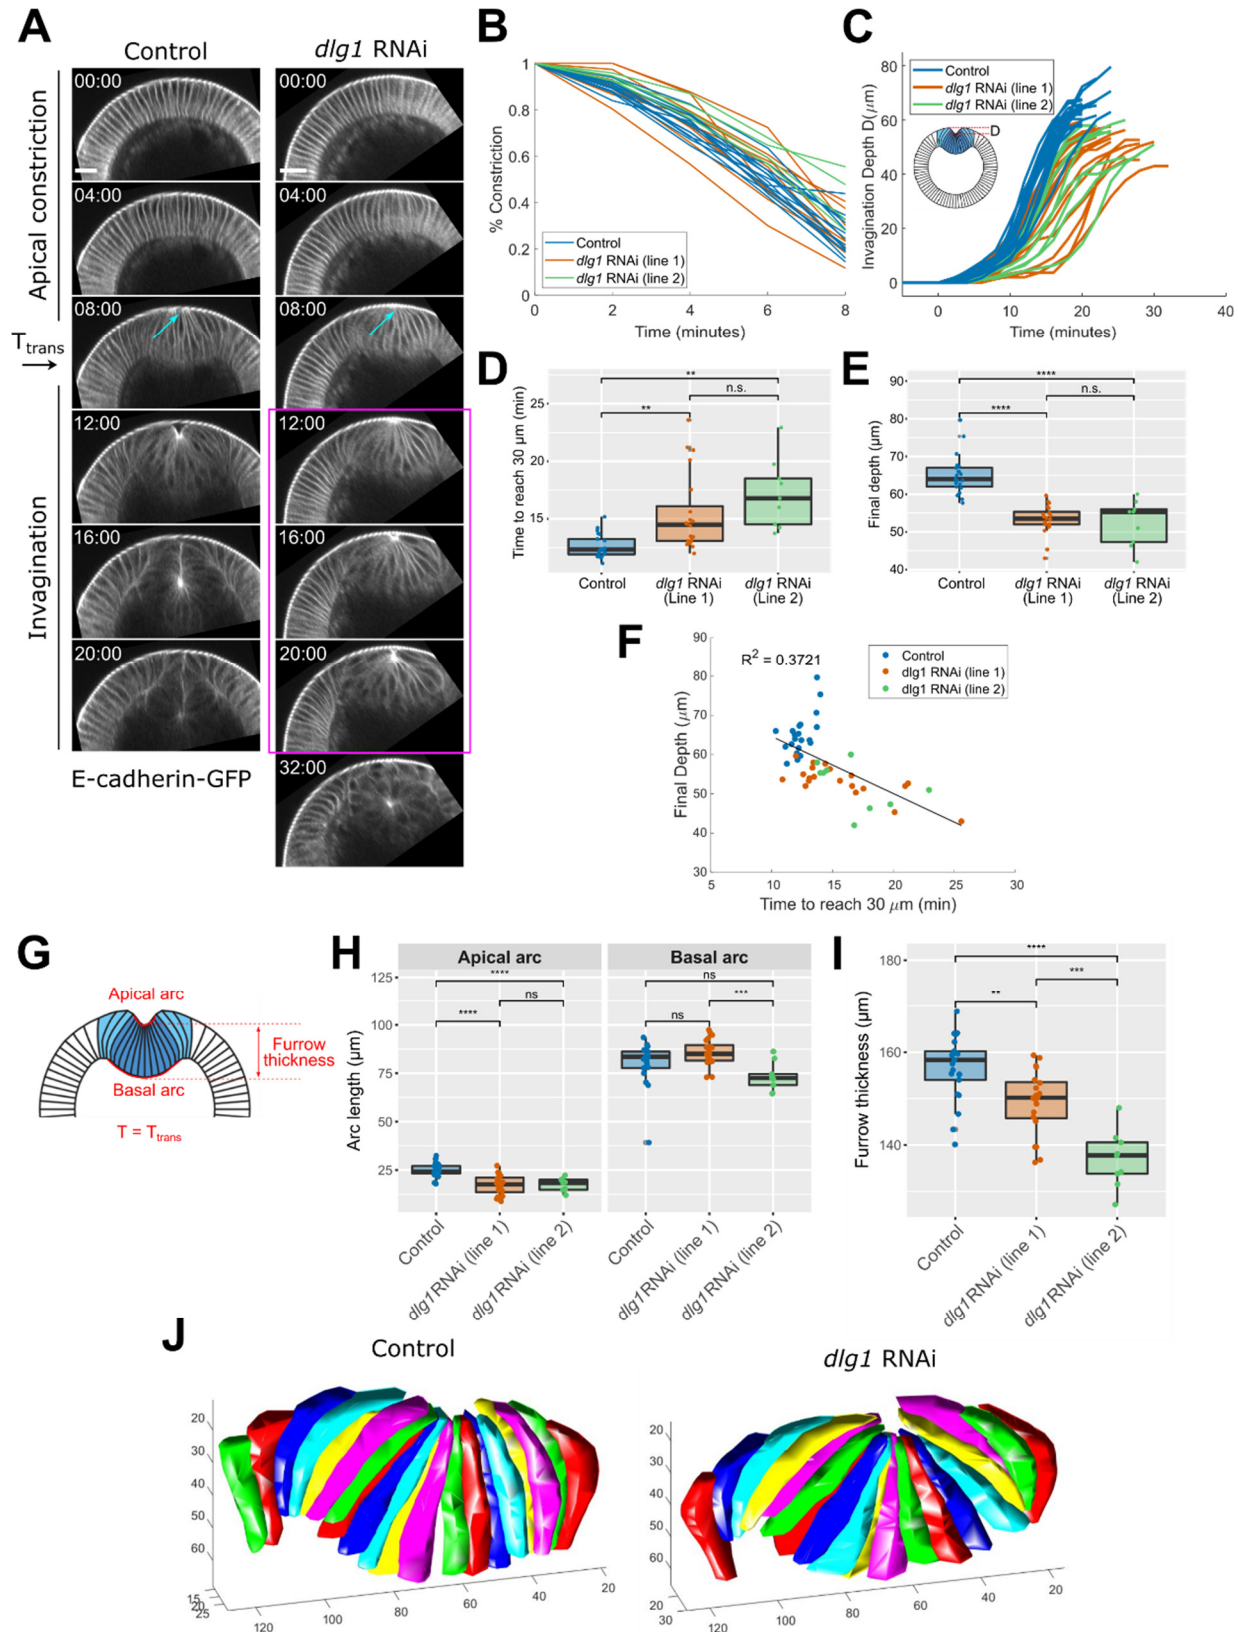 A
Control
dlg1 RNAi
Apical constriction
T_trans
Invagination
00:00
00:00
04:00
04:00
08:00
08:00
12:00
12:00
16:00
16:00
20:00
20:00
E-cadherin-GFP
32:00
B
% Constriction
1
0.8
0.6
0.4
0.2
0
Control
dlg1 RNAi (line 1)
dlg1 RNAi (line 2)
0 2 4 6 8
Time (minutes)
C
Invagination Depth D(μm)
80
60
40
20
0
Control
dlg1 RNAi (line 1)
dlg1 RNAi (line 2)
D
0 10 20 30 40
Time (minutes)
D
Time to reach 30 μm (min)
25
20
15
**
n.s.
**
Control
dlg1 RNAi
(Line 1)
dlg1 RNAi
(Line 2)
E
Final depth (μm)
90
80
70
60
50
40
****
n.s.
****
Control
dlg1 RNAi
(Line 1)
dlg1 RNAi
(Line 2)
F
Final Depth (μm)
90
80
70
60
50
40
30
R² = 0.3721
Control
dlg1 RNAi (line 1)
dlg1 RNAi (line 2)
5 10 15 20 25 30
Time to reach 30 μm (min)
G
Apical arc
Furrow
thickness
Basal arc
T = T_trans
H
Apical arc
Basal arc
Arc length (μm)
125
100
75
50
25
****
ns
****
ns
***
ns
Control
dlg1RNAi (line 1)
dlg1RNAi (line 2)
Control
dlg1RNAi (line 1)
dlg1RNAi (line 2)
I
Furrow thickness (μm)
180
160
140
****
***
**
Control
dlg1RNAi (line 1)
dlg1RNAi (line 2)
J
Control
dlg1 RNAi
20
30
40
50
60
15
20
25
120 100 80 60 40 20
20
30
40
50
60
20
30
120 100 80 60 40 20